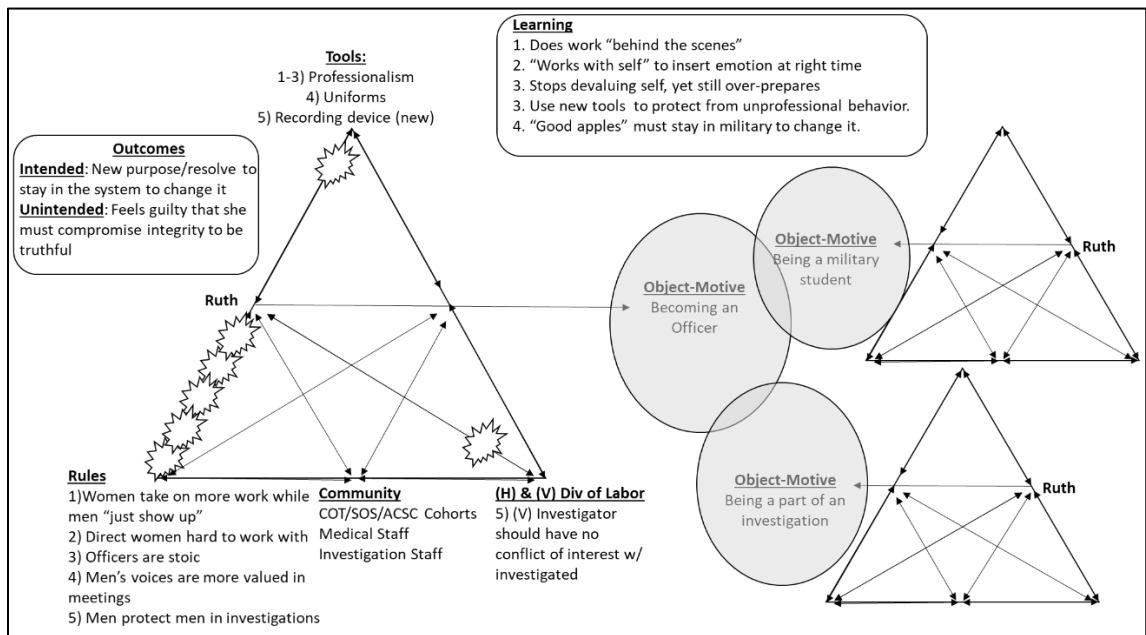 Learning
1. Does work “behind the scenes”
2. “Works with self” to insert emotion at right time
3. Stops devaluing self, yet still over-prepares
3. Use new tools to protect from unprofessional behavior.
4. “Good apples” must stay in military to change it.
Tools:
1-3) Professionalism
4) Uniforms
5) Recording device (new)
Outcomes
Intended: New purpose/resolve to
stay in the system to change it
Unintended: Feels guilty that she
must compromise integrity to be
truthful
Ruth
Object-Motive
Becoming an
Officer
Object-Motive
Being a military
student
Ruth
Object-Motive
Being a part of an
investigation
Ruth
Rules
1)Women take on more work while
men “just show up”
2) Direct women hard to work with
3) Officers are stoic
4) Men’s voices are more valued in
meetings
5) Men protect men in investigations
Community
COT/SOS/ACSC Cohorts
Medical Staff
Investigation Staff
(H) & (V) Div of Labor
5) (V) Investigator
should have no
conflict of interest w/
investigated